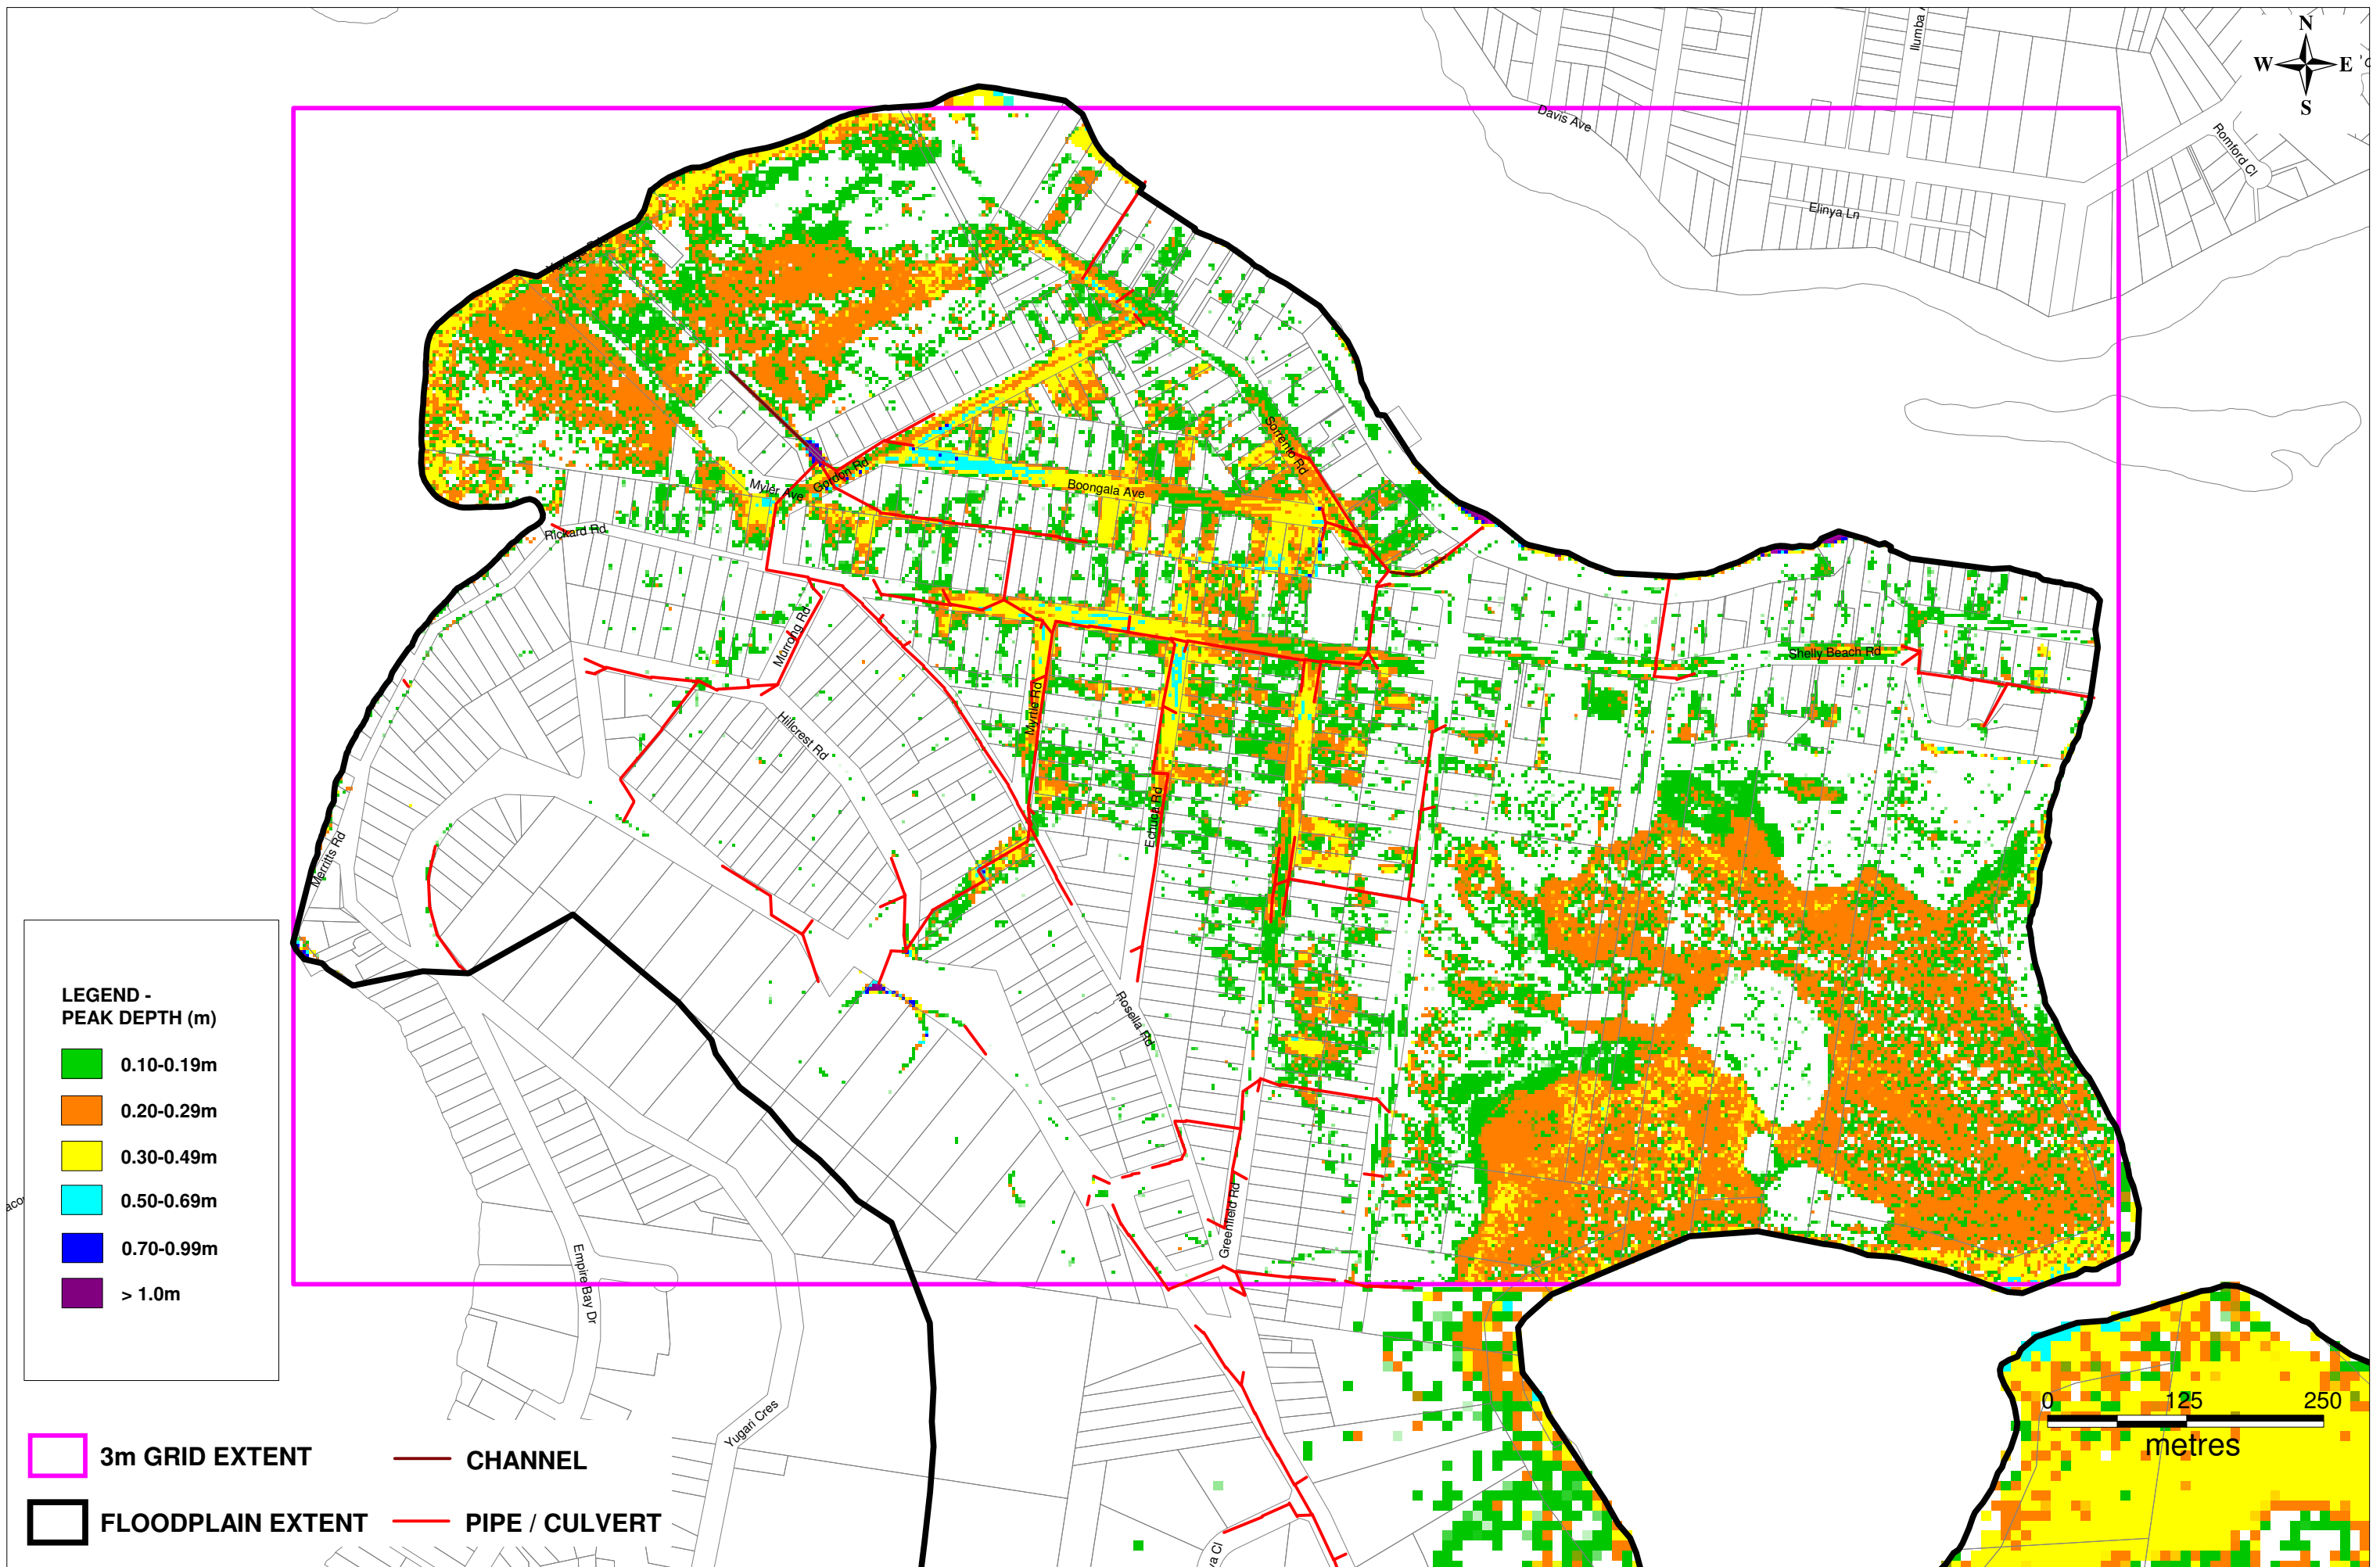 N
W E
S
Davis Ave
Elinya Ln
Romford Cl
Sorrento Rd
Gordon Rd
Myler Ave
Boongala Ave
Rickard Rd
Murrong Rd
Shelly Beach Rd
Myrtle Rd
Hillcrest Rd
Echuca Rd
Merritts Rd
Rosella Rd
Greenfield Rd
Empire Bay Dr
Yugari Cres
LEGEND -
PEAK DEPTH (m)
0.10-0.19m
0.20-0.29m
0.30-0.49m
0.50-0.69m
0.70-0.99m
> 1.0m
0 125 250
metres
3m GRID EXTENT
CHANNEL
FLOODPLAIN EXTENT
PIPE / CULVERT